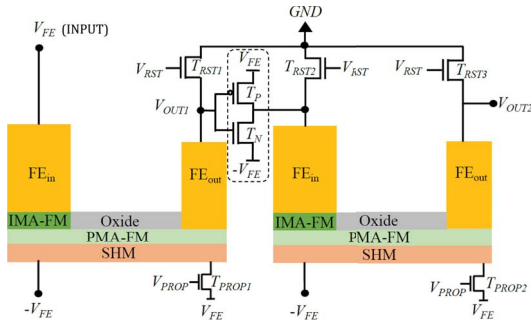 GND
V_FE (INPUT)
V_RST T_RST1 V_FE T_RST2 V_RST V_RST T_RST3
V_OUT1 T_P V_OUT2
T_N
-V_FE
FE_in FE_out FE_in FE_out
IMA-FM Oxide IMA-FM Oxide
PMA-FM PMA-FM
SHM SHM
V_PROP T_PROP1 V_PROP T_PROP2
-V_FE V_FE -V_FE V_FE